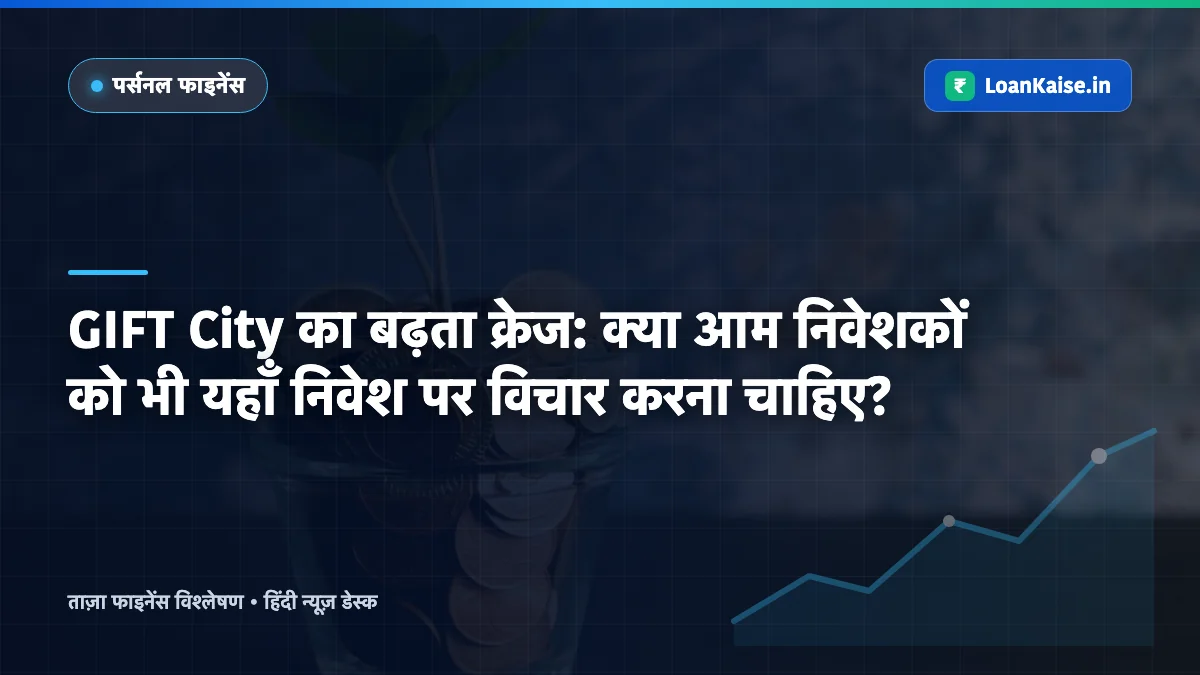 पर्सनल फाइनेंस
₹ LoanKaise.in
GIFT City का बढ़ता क्रेज: क्या आम निवेशकों
को भी यहाँ निवेश पर विचार करना चाहिए?
ताज़ा फाइनेंस विश्लेषण • हिंदी न्यूज़ डेस्क